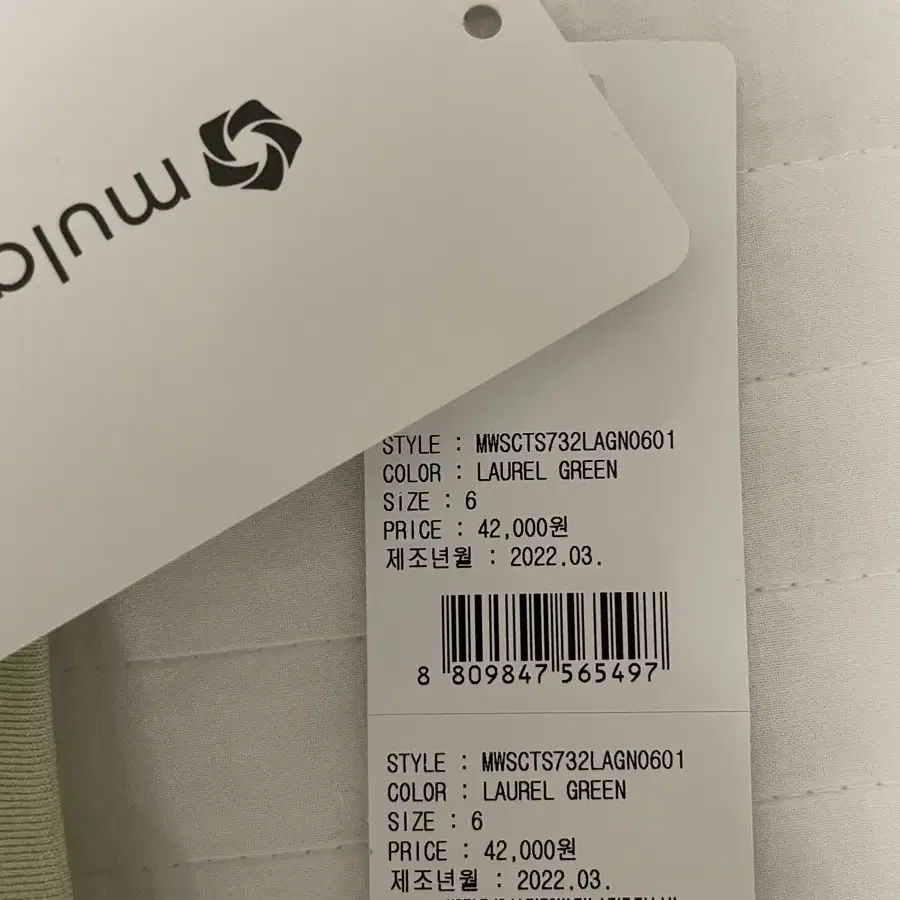 mula
STYLE : MWSCTS732LAGN0601
COLOR : LAUREL GREEN
SiZE : 6
PRICE : 42,000원
제조년월 : 2022.03.
8 809847 565497
STYLE : MWSCTS732LAGN0601
COLOR : LAUREL GREEN
SIZE : 6
PRICE : 42,000원
제조년월 : 2022.03.